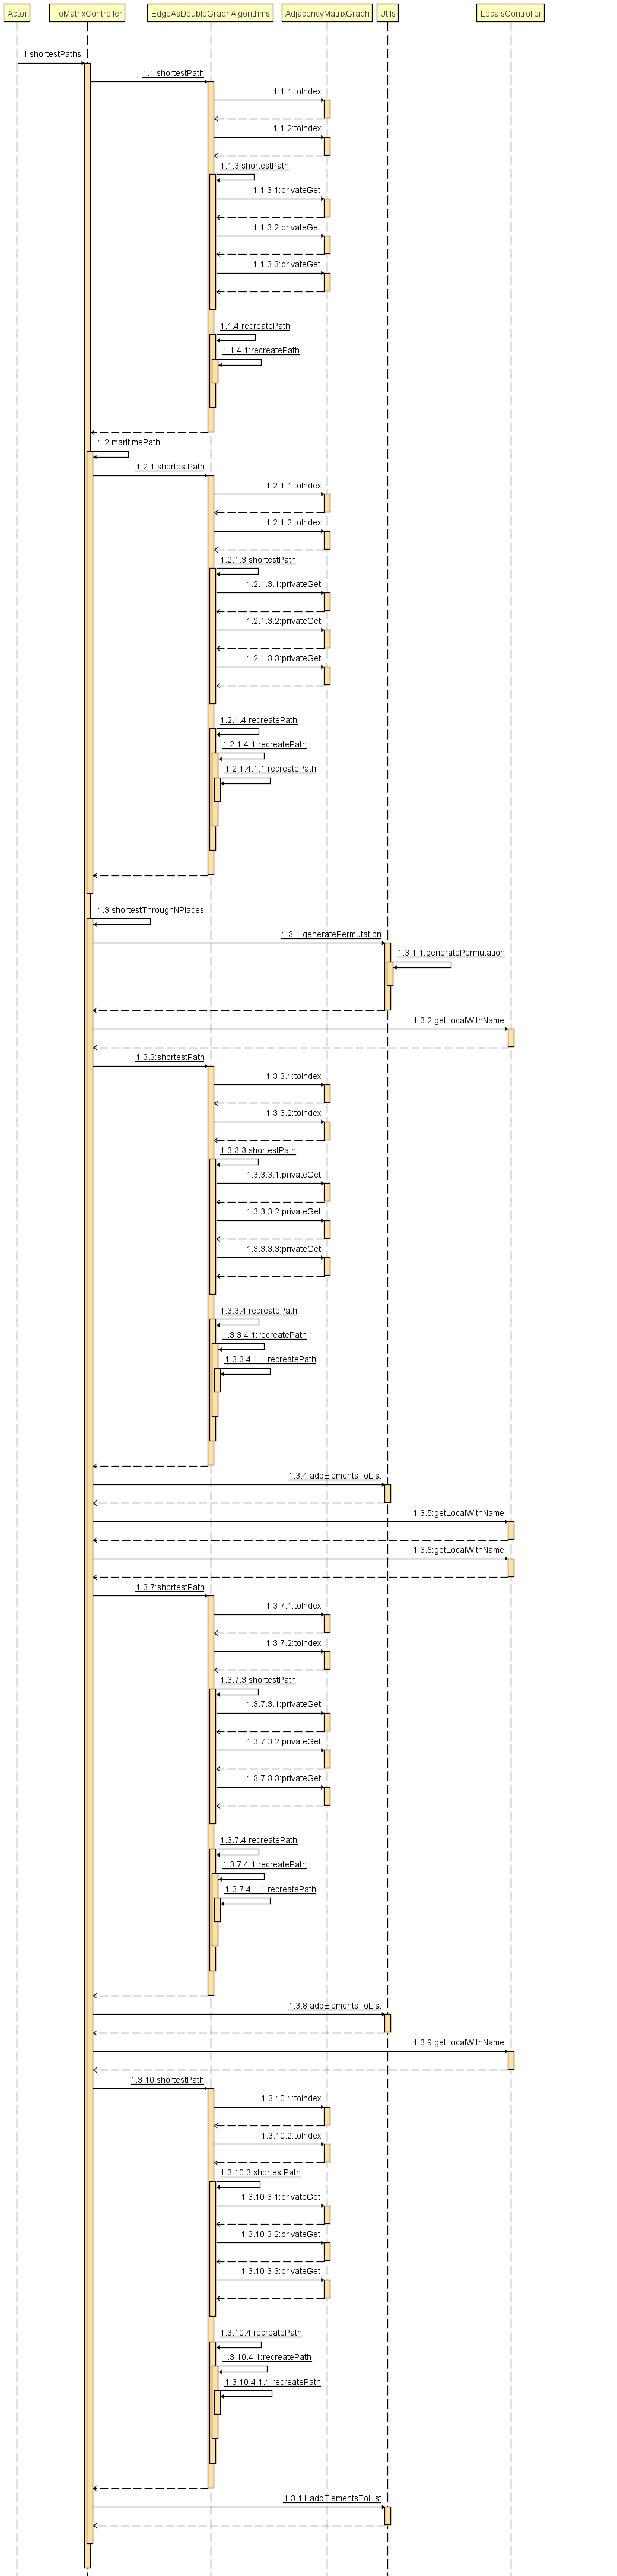 Actor
ToMatrixController
EdgeAsDoubleGraphAlgorithms
AdjacencyMatrixGraph
Utils
LocalsController
1:shortestPaths
1.1:shortestPath
1.1.1:toIndex
1.1.2:toIndex
1.1.3:shortestPath
1.1.3.1:privateGet
1.1.3.2:privateGet
1.1.3.3:privateGet
1.1.4:recreatePath
1.1.4.1:recreatePath
1.2:maritimePath
1.2.1:shortestPath
1.2.1.1:toIndex
1.2.1.2:toIndex
1.2.1.3:shortestPath
1.2.1.3.1:privateGet
1.2.1.3.2:privateGet
1.2.1.3.3:privateGet
1.2.1.4:recreatePath
1.2.1.4.1:recreatePath
1.2.1.4.1.1:recreatePath
1.3:shortestThroughNPlaces
1.3.1:generatePermutation
1.3.1.1:generatePermutation
1.3.2:getLocalWithName
1.3.3:shortestPath
1.3.3.1:toIndex
1.3.3.2:toIndex
1.3.3.3:shortestPath
1.3.3.3.1:privateGet
1.3.3.3.2:privateGet
1.3.3.3.3:privateGet
1.3.3.4:recreatePath
1.3.3.4.1:recreatePath
1.3.3.4.1.1:recreatePath
1.3.4:addElementsToList
1.3.5:getLocalWithName
1.3.6:getLocalWithName
1.3.7:shortestPath
1.3.7.1:toIndex
1.3.7.2:toIndex
1.3.7.3:shortestPath
1.3.7.3.1:privateGet
1.3.7.3.2:privateGet
1.3.7.3.3:privateGet
1.3.7.4:recreatePath
1.3.7.4.1:recreatePath
1.3.7.4.1.1:recreatePath
1.3.8:addElementsToList
1.3.9:getLocalWithName
1.3.10:shortestPath
1.3.10.1:toIndex
1.3.10.2:toIndex
1.3.10.3:shortestPath
1.3.10.3.1:privateGet
1.3.10.3.2:privateGet
1.3.10.3.3:privateGet
1.3.10.4:recreatePath
1.3.10.4.1:recreatePath
1.3.10.4.1.1:recreatePath
1.3.11:addElementsToList